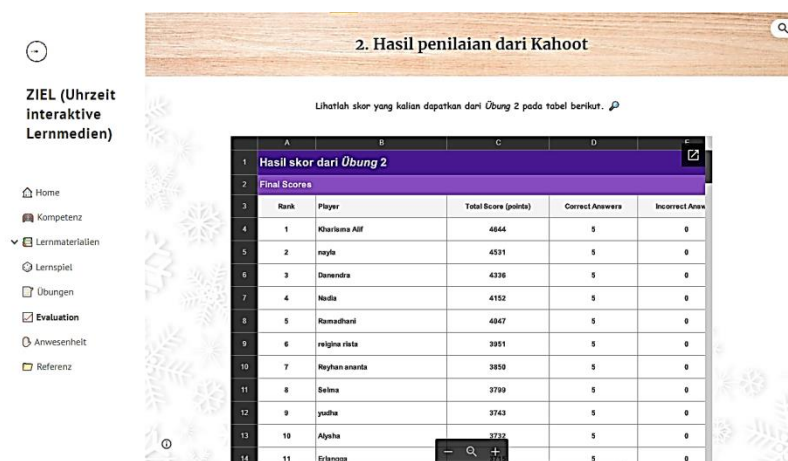 2. Hasil penilaian dari Kahoot
ZIEL (Uhrzeit
interaktive
Lernmedien)
Home
Kompetenz
Lernmaterialien
Lernspiel
Übungen
Evaluation
Anwesenheit
Referenz
Lihatlah skor yang kalian dapatkan dari Übung 2 pada tabel berikut.
A B C D E
1 Hasil skor dari Übung 2
2 Final Scores
3 Rank Player Total Score (points) Correct Answers Incorrect Answ
4 1 Kharisma Alif 4644 5 0
5 2 nayla 4531 5 0
6 3 Danendra 4336 5 0
7 4 Nadia 4152 5 0
8 5 Ramadhani 4047 5 0
9 6 reigina rista 3951 5 0
10 7 Reyhan ananta 3850 5 0
11 8 Selma 3799 5 0
12 9 yudha 3743 5 0
13 10 Alysha 3732 5 0
14 11 Erlangga 5 0